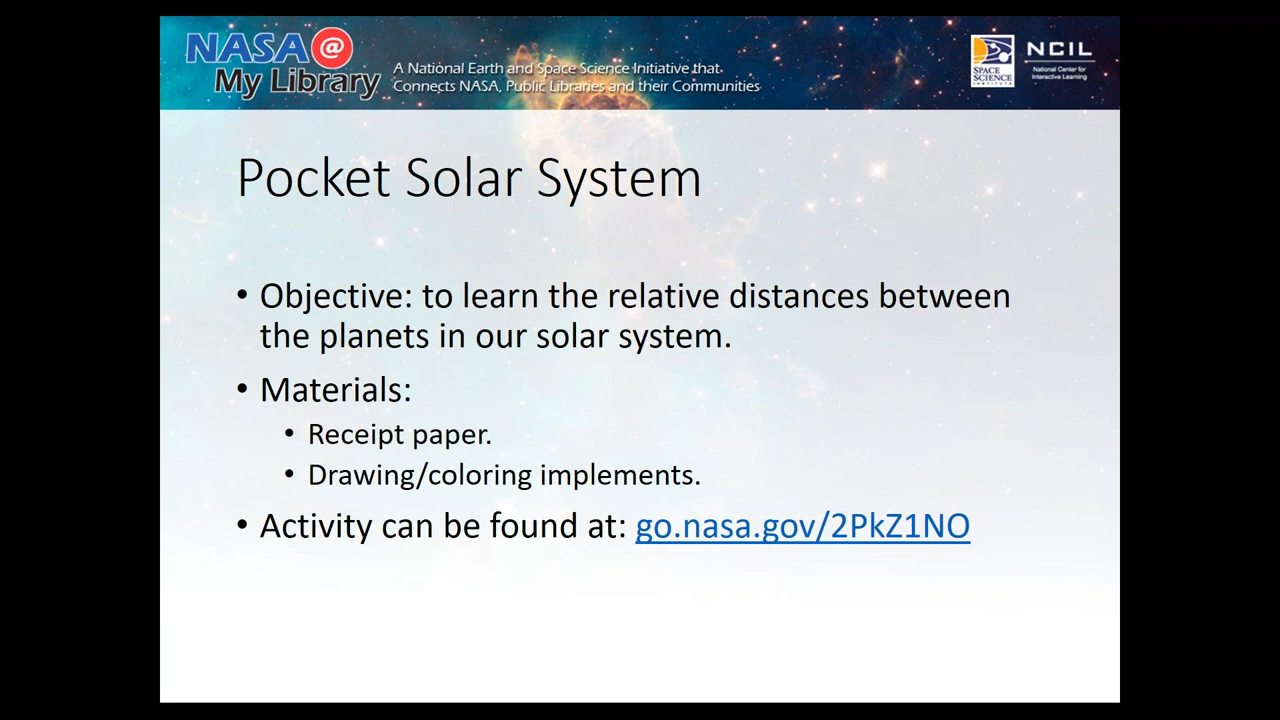 NASA@
My Library
A National Earth and Space Science Initiative that
Connects NASA, Public Libraries and their Communities
SPACE
SCIENCE
INSTITUTE
NCIL
National Center for
Interactive Learning
Pocket Solar System
• Objective: to learn the relative distances between
the planets in our solar system.
• Materials:
• Receipt paper.
• Drawing/coloring implements.
• Activity can be found at: go.nasa.gov/2PkZ1NO